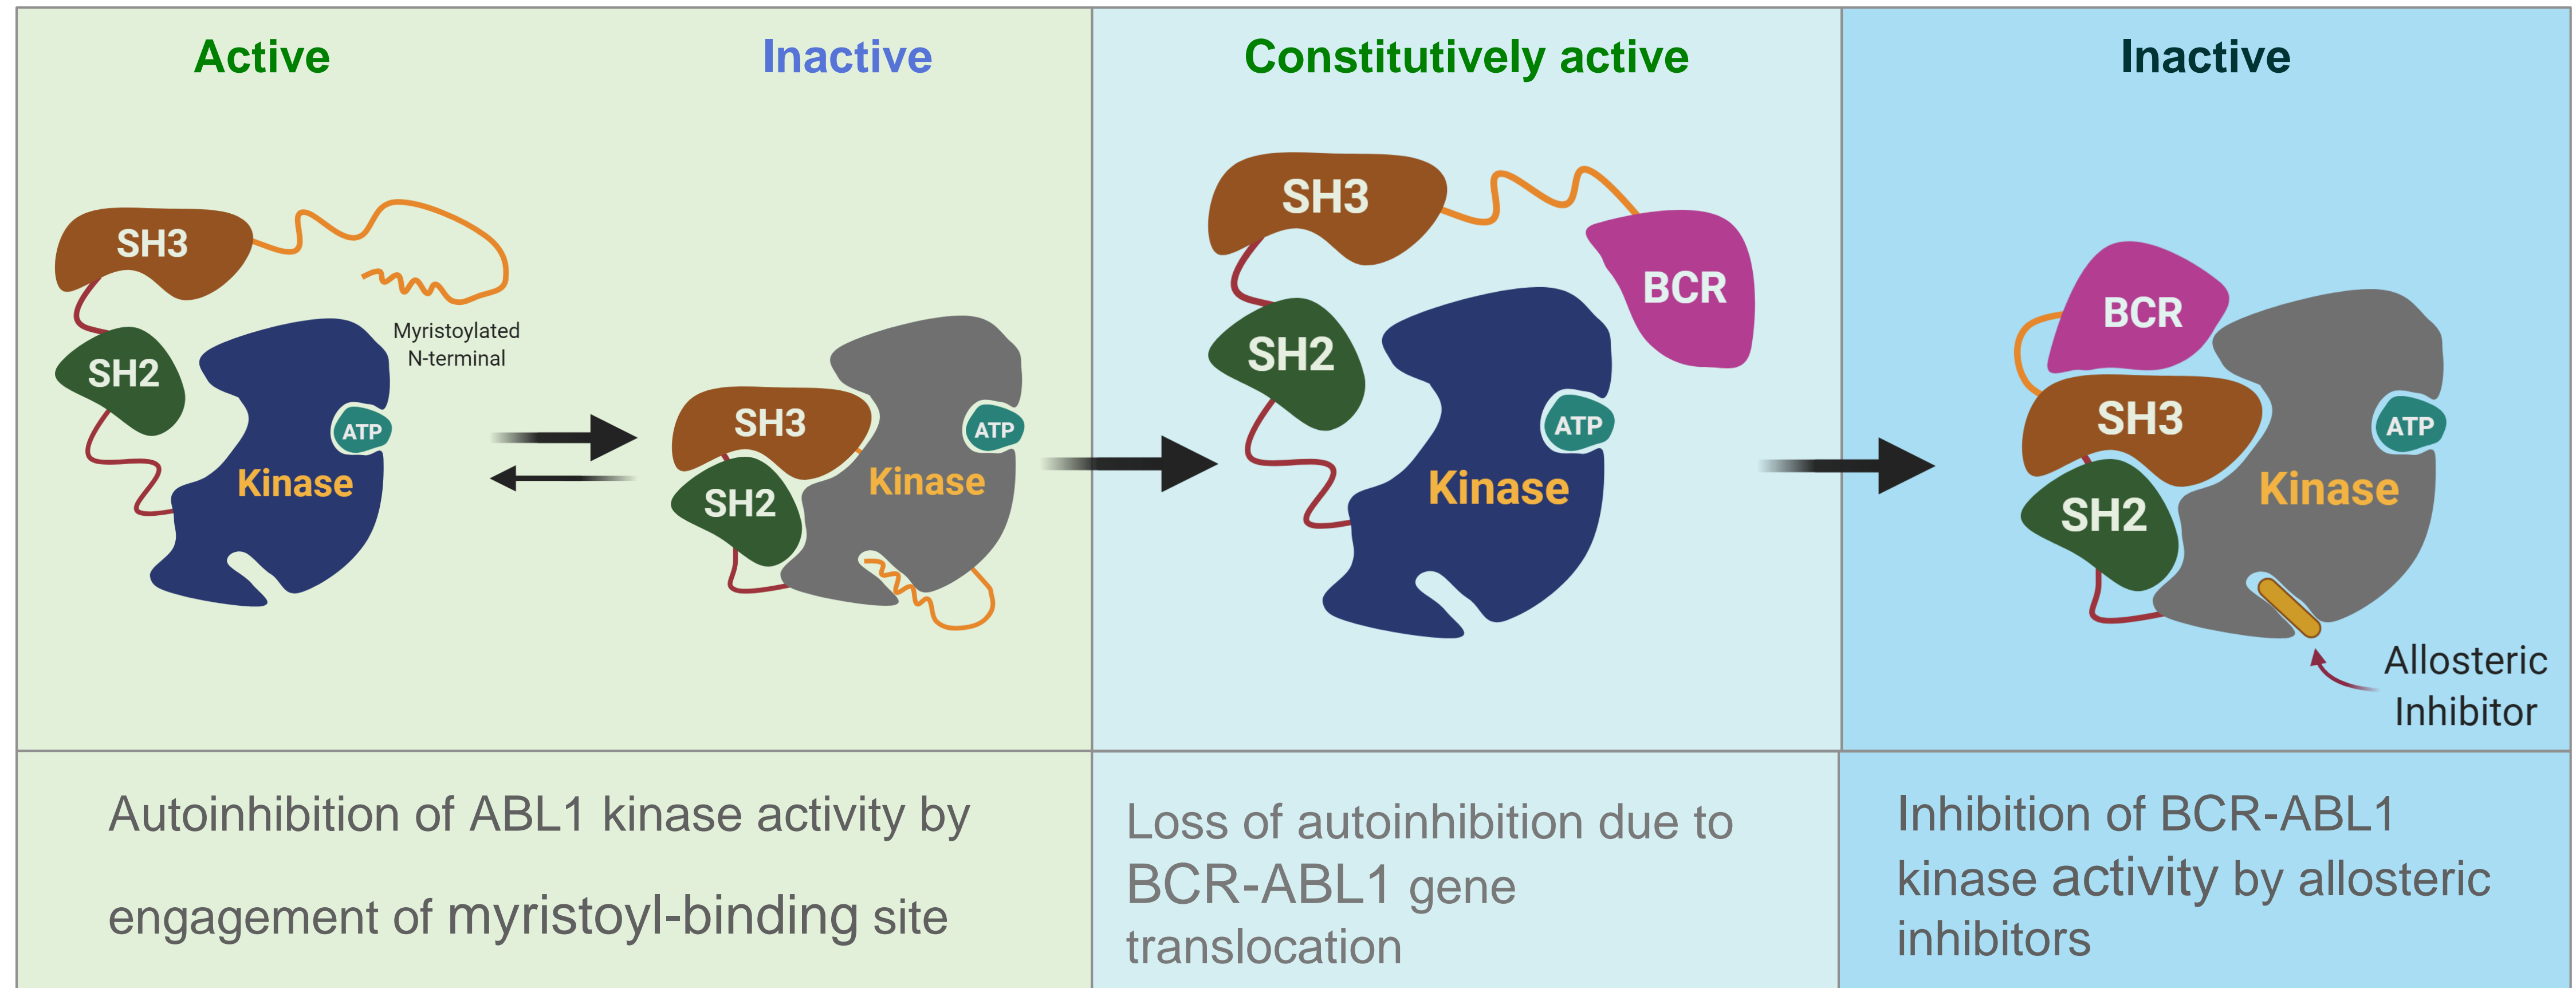 Active
Inactive
Constitutively active
Inactive
SH3
Myristoylated
N-terminal
SH2
ATP
Kinase
SH3
ATP
Kinase
SH2
SH3
BCR
SH2
ATP
Kinase
BCR
SH3
ATP
Kinase
SH2
Allosteric
Inhibitor
Autoinhibition of ABL1 kinase activity by
engagement of myristoyl-binding site
Loss of autoinhibition due to
BCR-ABL1 gene
translocation
Inhibition of BCR-ABL1
kinase activity by allosteric
inhibitors